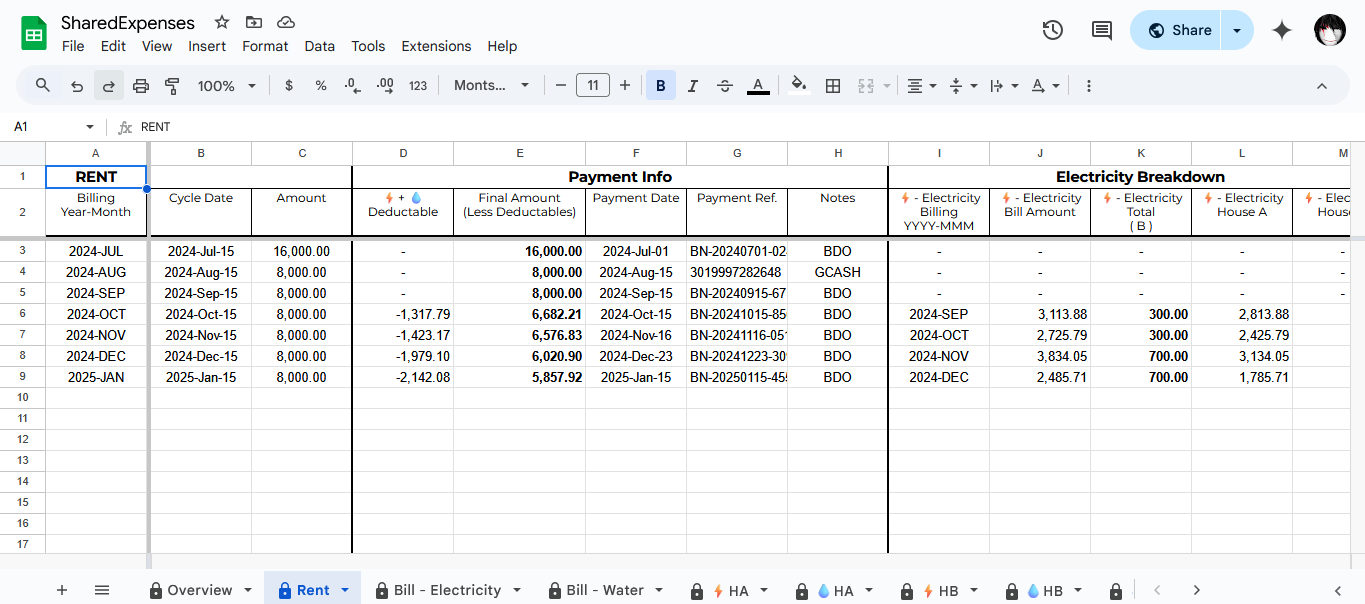 SharedExpenses
File Edit View Insert Format Data Tools Extensions Help
Share
100% $ % .0 .00 123 Monts... − 11 + B I S A
A1 fx RENT
A B C D E F G H I J K L M
1 RENT Payment Info Electricity Breakdown
2 Billing Year-Month Cycle Date Amount ⚡ + 💧 Deductable Final Amount (Less Deductables) Payment Date Payment Ref. Notes ⚡ - Electricity Billing YYYY-MMM ⚡ - Electricity Bill Amount ⚡ - Electricity Total ( B ) ⚡ - Electricity House A ⚡ - Elec Hous
3 2024-JUL 2024-Jul-15 16,000.00 - 16,000.00 2024-Jul-01 BN-20240701-02 BDO - - - - -
4 2024-AUG 2024-Aug-15 8,000.00 - 8,000.00 2024-Aug-15 3019997282648 GCASH - - - - -
5 2024-SEP 2024-Sep-15 8,000.00 - 8,000.00 2024-Sep-15 BN-20240915-67 BDO - - - - -
6 2024-OCT 2024-Oct-15 8,000.00 -1,317.79 6,682.21 2024-Oct-15 BN-20241015-85 BDO 2024-SEP 3,113.88 300.00 2,813.88
7 2024-NOV 2024-Nov-15 8,000.00 -1,423.17 6,576.83 2024-Nov-16 BN-20241116-051 BDO 2024-OCT 2,725.79 300.00 2,425.79
8 2024-DEC 2024-Dec-15 8,000.00 -1,979.10 6,020.90 2024-Dec-23 BN-20241223-30 BDO 2024-NOV 3,834.05 700.00 3,134.05
9 2025-JAN 2025-Jan-15 8,000.00 -2,142.08 5,857.92 2025-Jan-15 BN-20250115-45 BDO 2024-DEC 2,485.71 700.00 1,785.71
10
11
12
13
14
15
16
17
Overview Rent Bill - Electricity Bill - Water ⚡ HA 💧 HA ⚡ HB 💧 HB